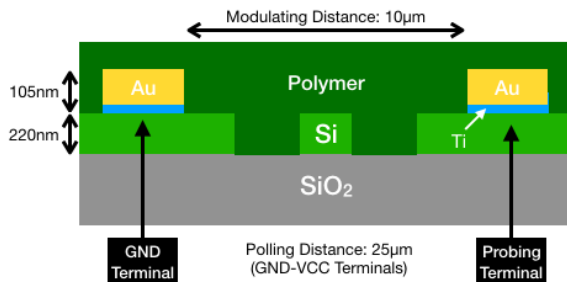 Modulating Distance: 10μm
Polymer
105nm
Au
Au
220nm
Si
Ti
SiO₂
GND
Terminal
Polling Distance: 25μm
(GND-VCC Terminals)
Probing
Terminal